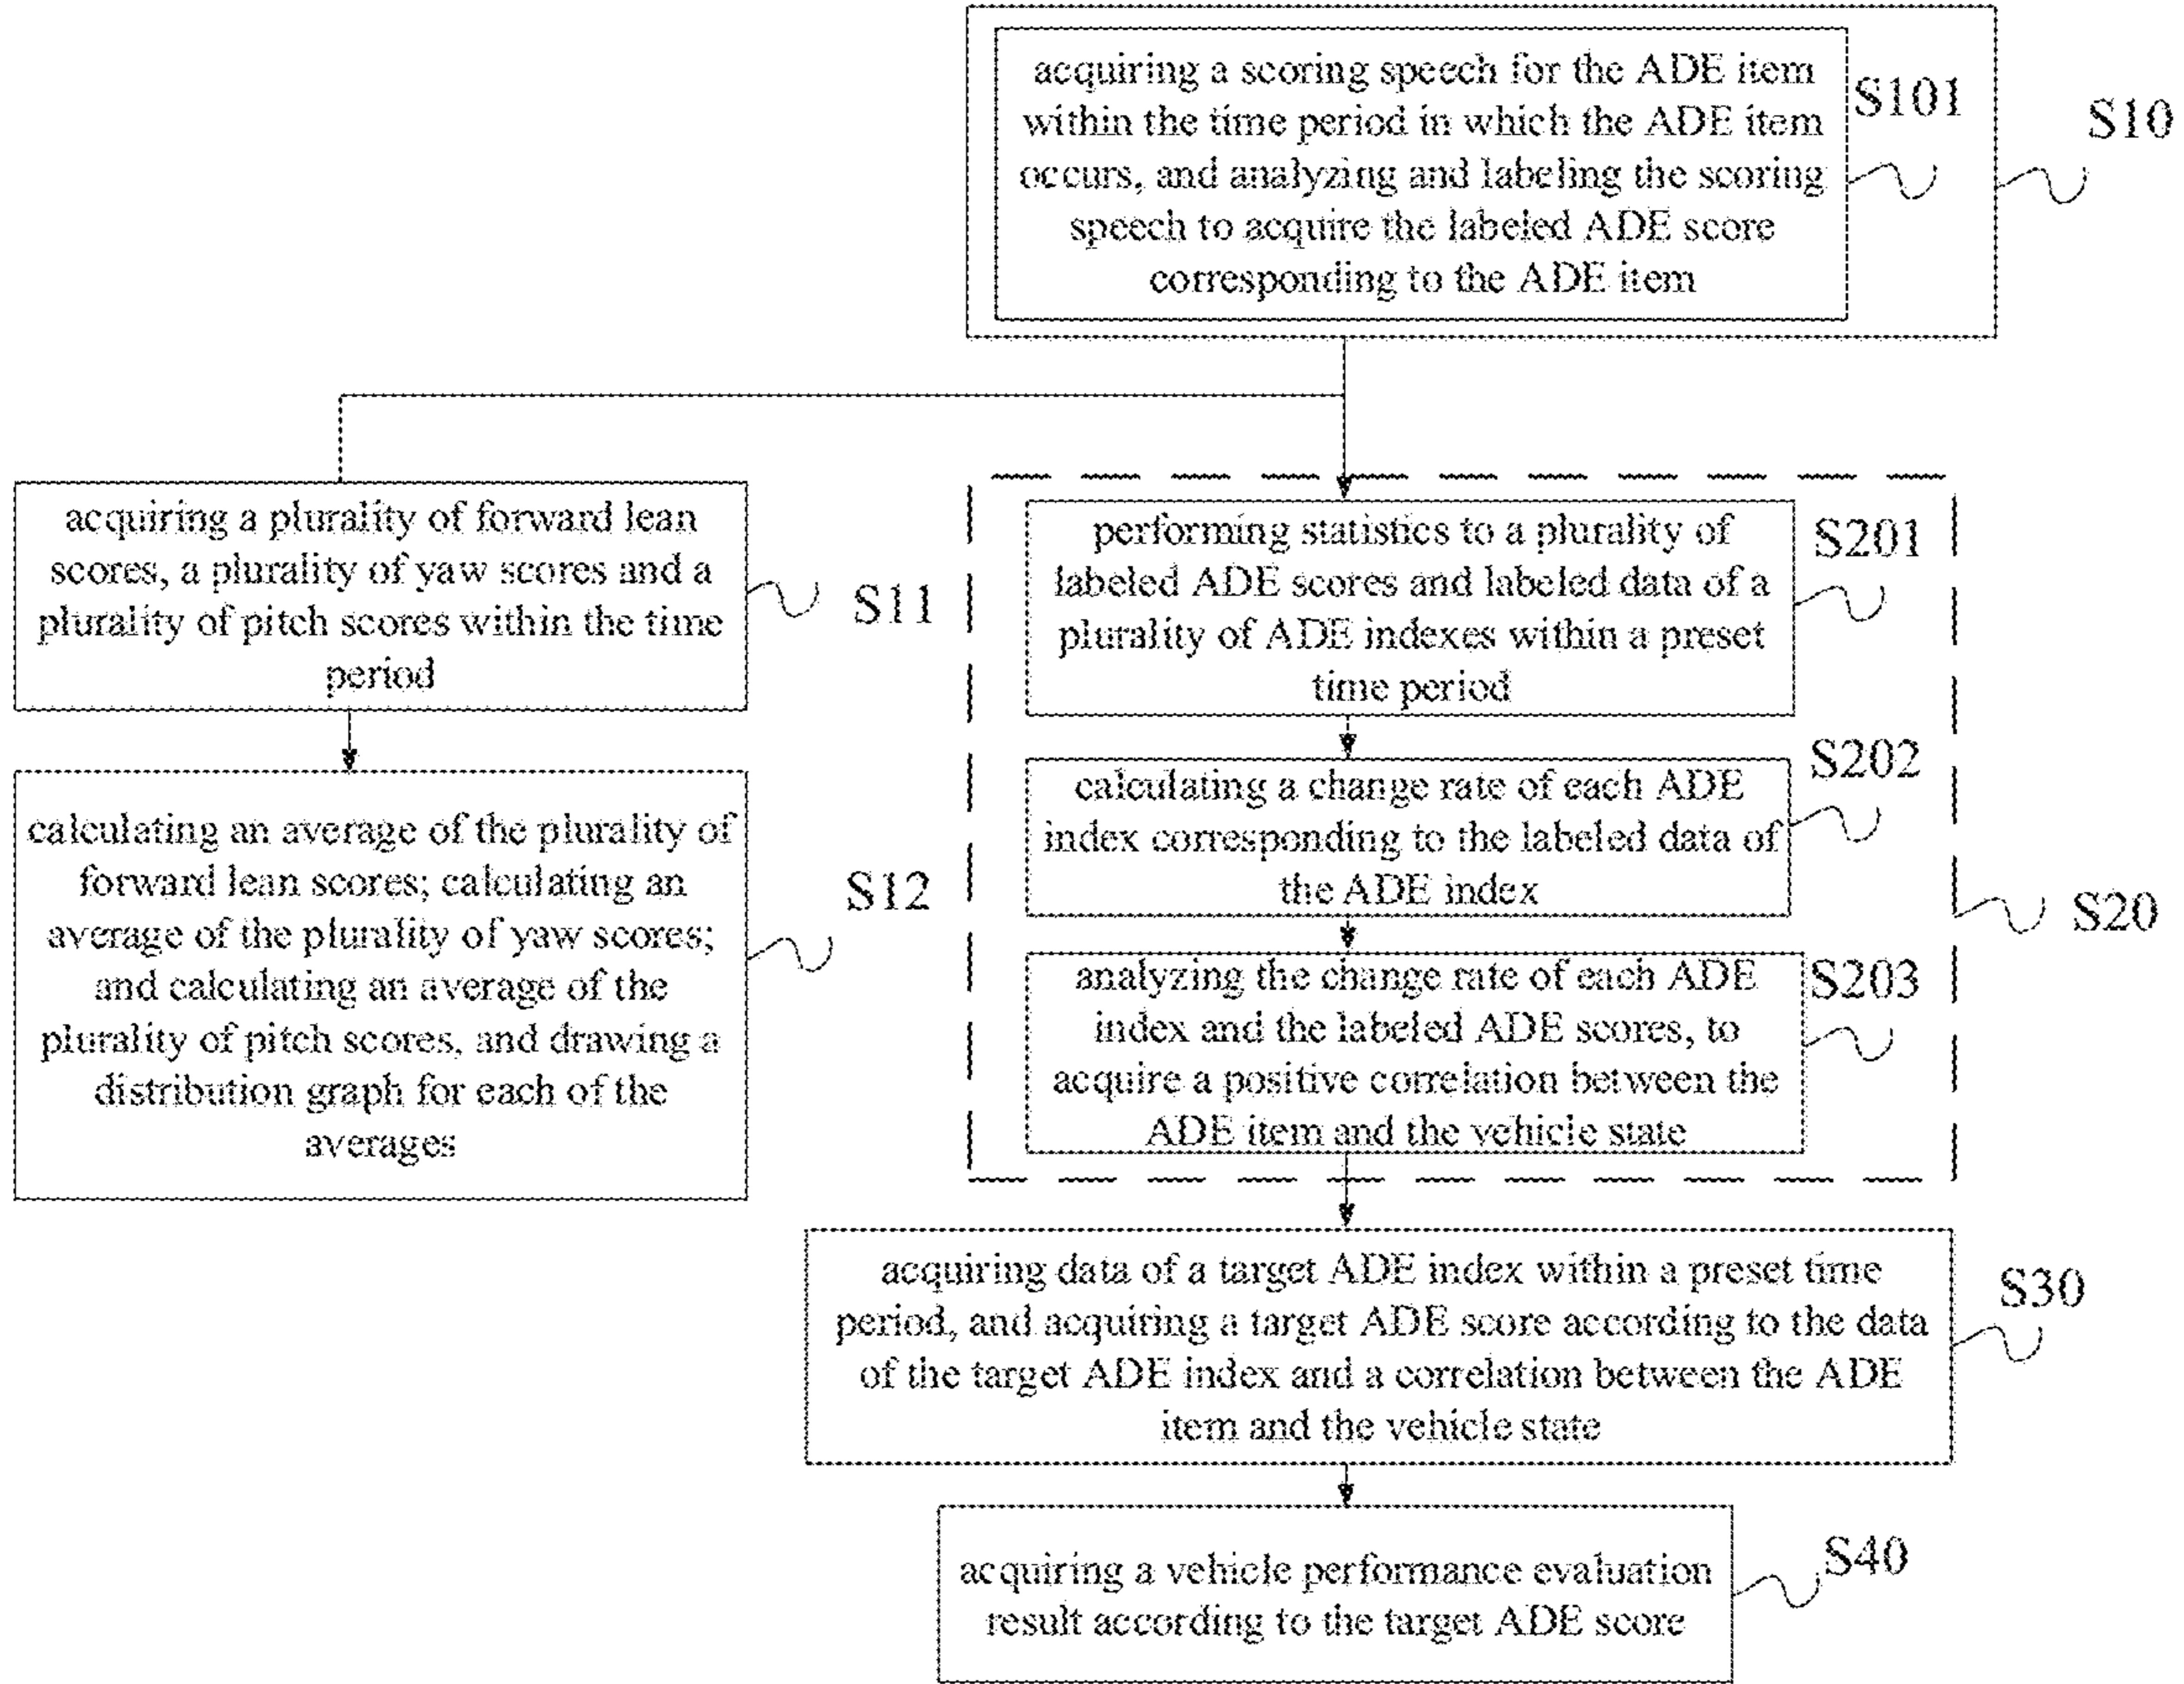 acquiring a scoring speech for the ADE item
within the time period in which the ADE item
occurs, and analyzing and labeling the scoring
speech to acquire the labeled ADE score
corresponding to the ADE item
S101
S10
acquiring a plurality of forward lean
scores, a plurality of yaw scores and a
plurality of pitch scores within the time
period
S11
calculating an average of the plurality of
forward lean scores; calculating an
average of the plurality of yaw scores;
and calculating an average of the
plurality of pitch scores, and drawing a
distribution graph for each of the
averages
S12
performing statistics to a plurality of
labeled ADE scores and labeled data of a
plurality of ADE indexes within a preset
time period
S201
calculating a change rate of each ADE
index corresponding to the labeled data of
the ADE index
S202
analyzing the change rate of each ADE
index and the labeled ADE scores, to
acquire a positive correlation between the
ADE item and the vehicle state
S203
S20
acquiring data of a target ADE index within a preset time
period, and acquiring a target ADE score according to the data
of the target ADE index and a correlation between the ADE
item and the vehicle state
S30
acquiring a vehicle performance evaluation
result according to the target ADE score
S40